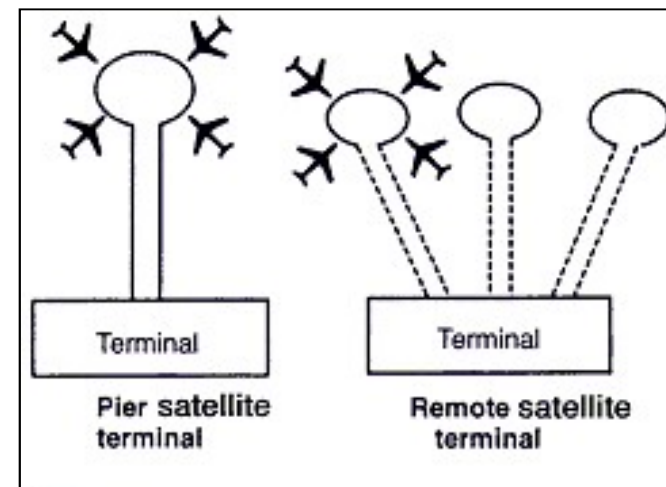 Terminal
Pier satellite
terminal
Terminal
Remote satellite
terminal